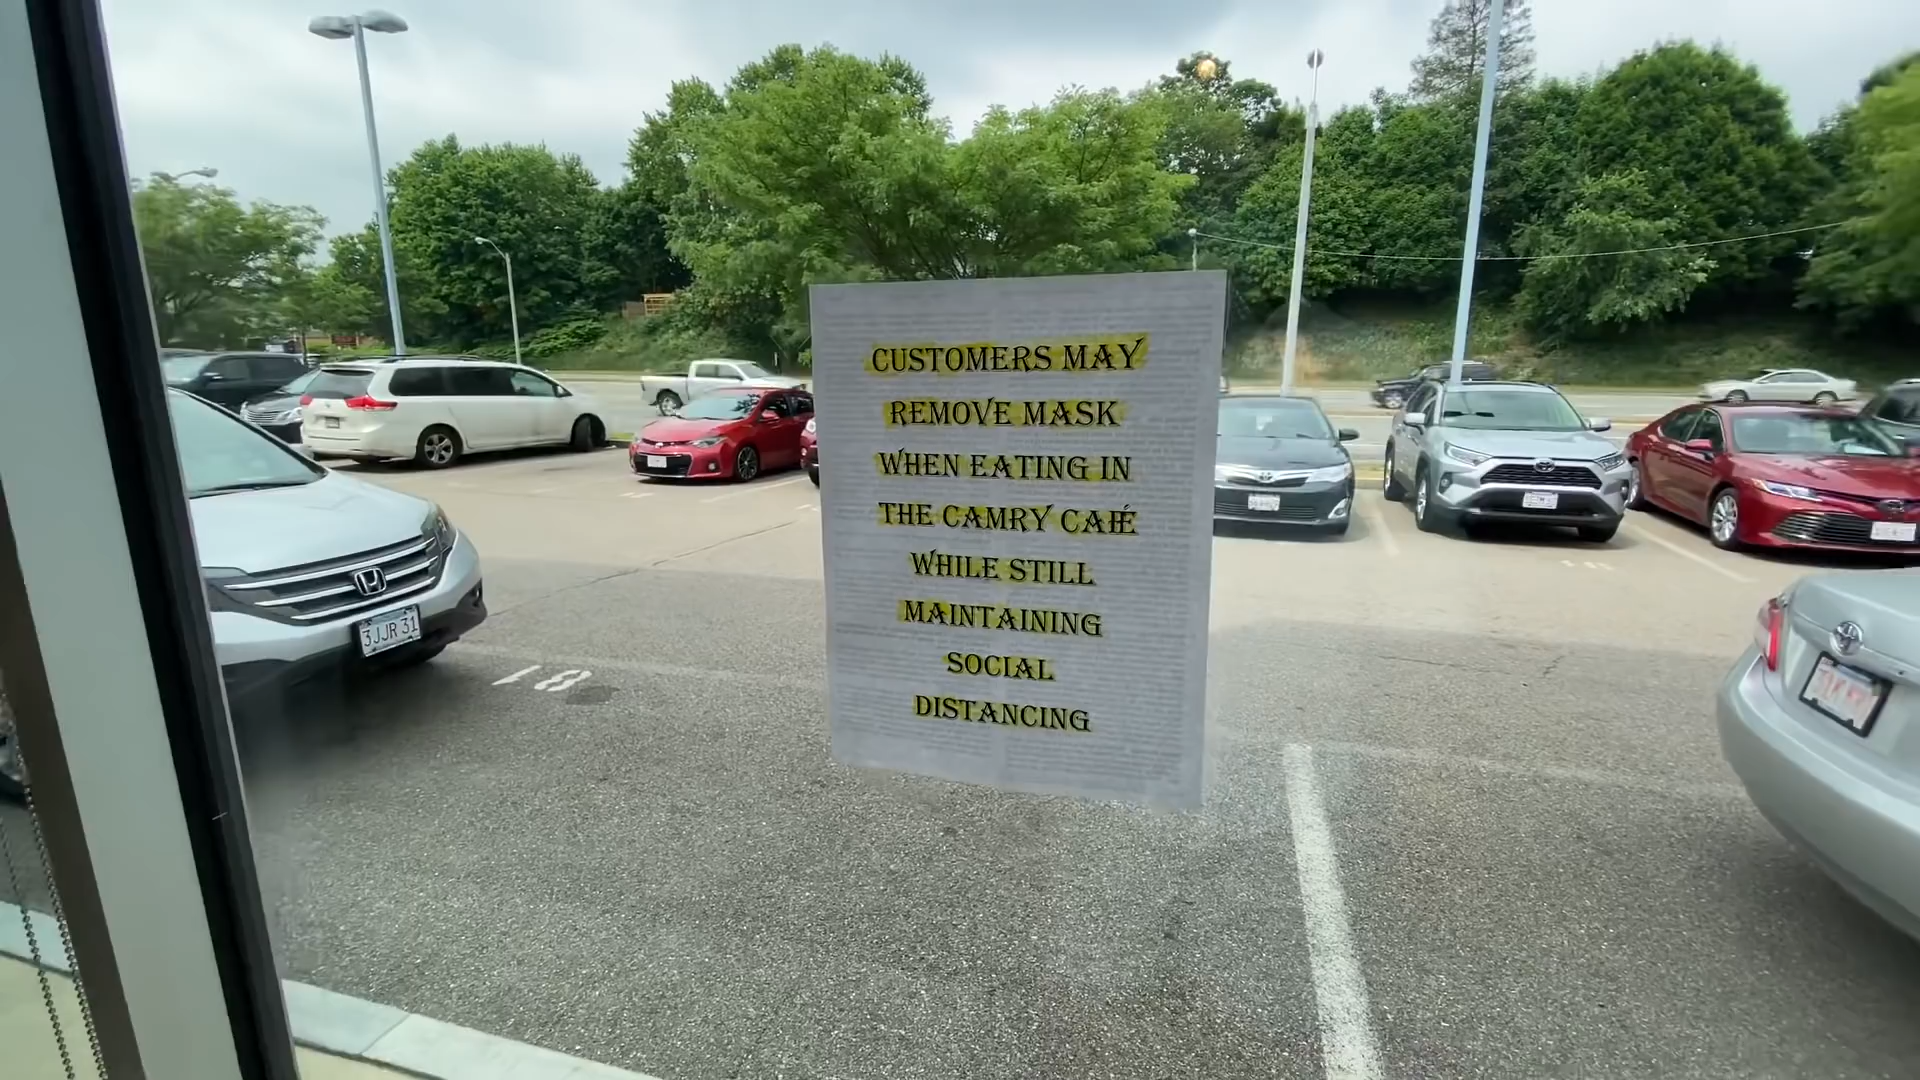 CUSTOMERS MAY
REMOVE MASK
WHEN EATING IN
THE CAMRY CAFÉ
WHILE STILL
MAINTAINING
SOCIAL
DISTANCING
3JJR 31
18